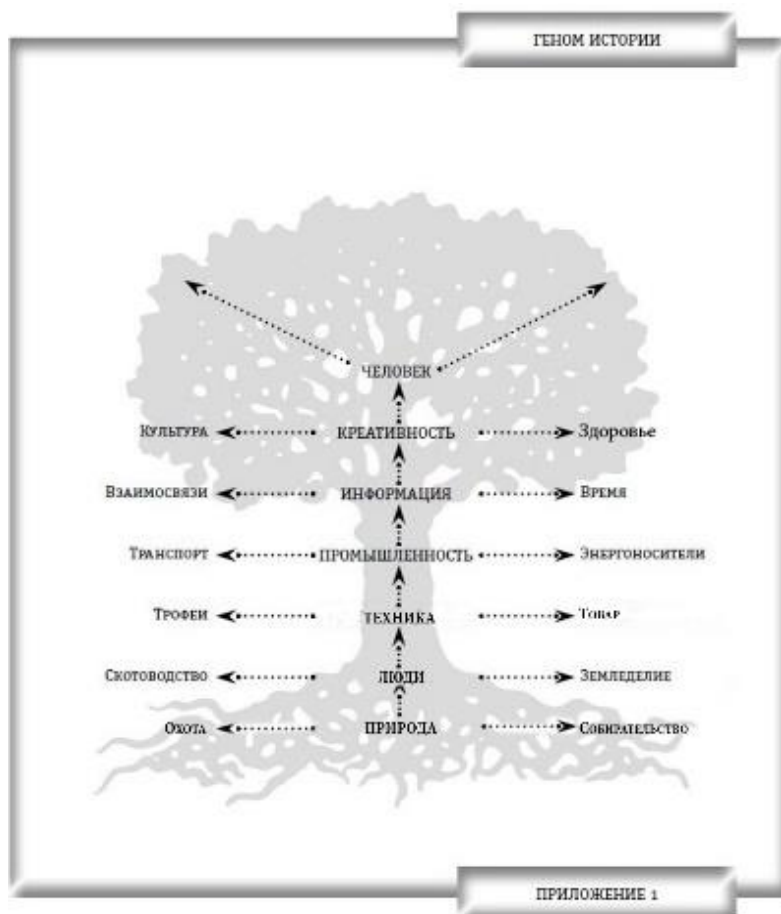 ГЕНОМ ИСТОРИИ
ЧЕЛОВЕК
КУЛЬТУРА КРЕАТИВНОСТЬ Здоровье
ВЗАИМОСВЯЗИ ИНФОРМАЦИЯ ВРЕМЯ
ТРАНСПОРТ ПРОМЫШЛЕННОСТЬ ЭНЕРГОНОСИТЕЛИ
ТРОФЕИ ТЕХНИКА ТОВАР
СКОТОВОДСТВО ЛЮДИ ЗЕМЛЕДЕЛИЕ
ОХОТА ПРИРОДА СОБИРАТЕЛЬСТВО
ПРИЛОЖЕНИЕ 1